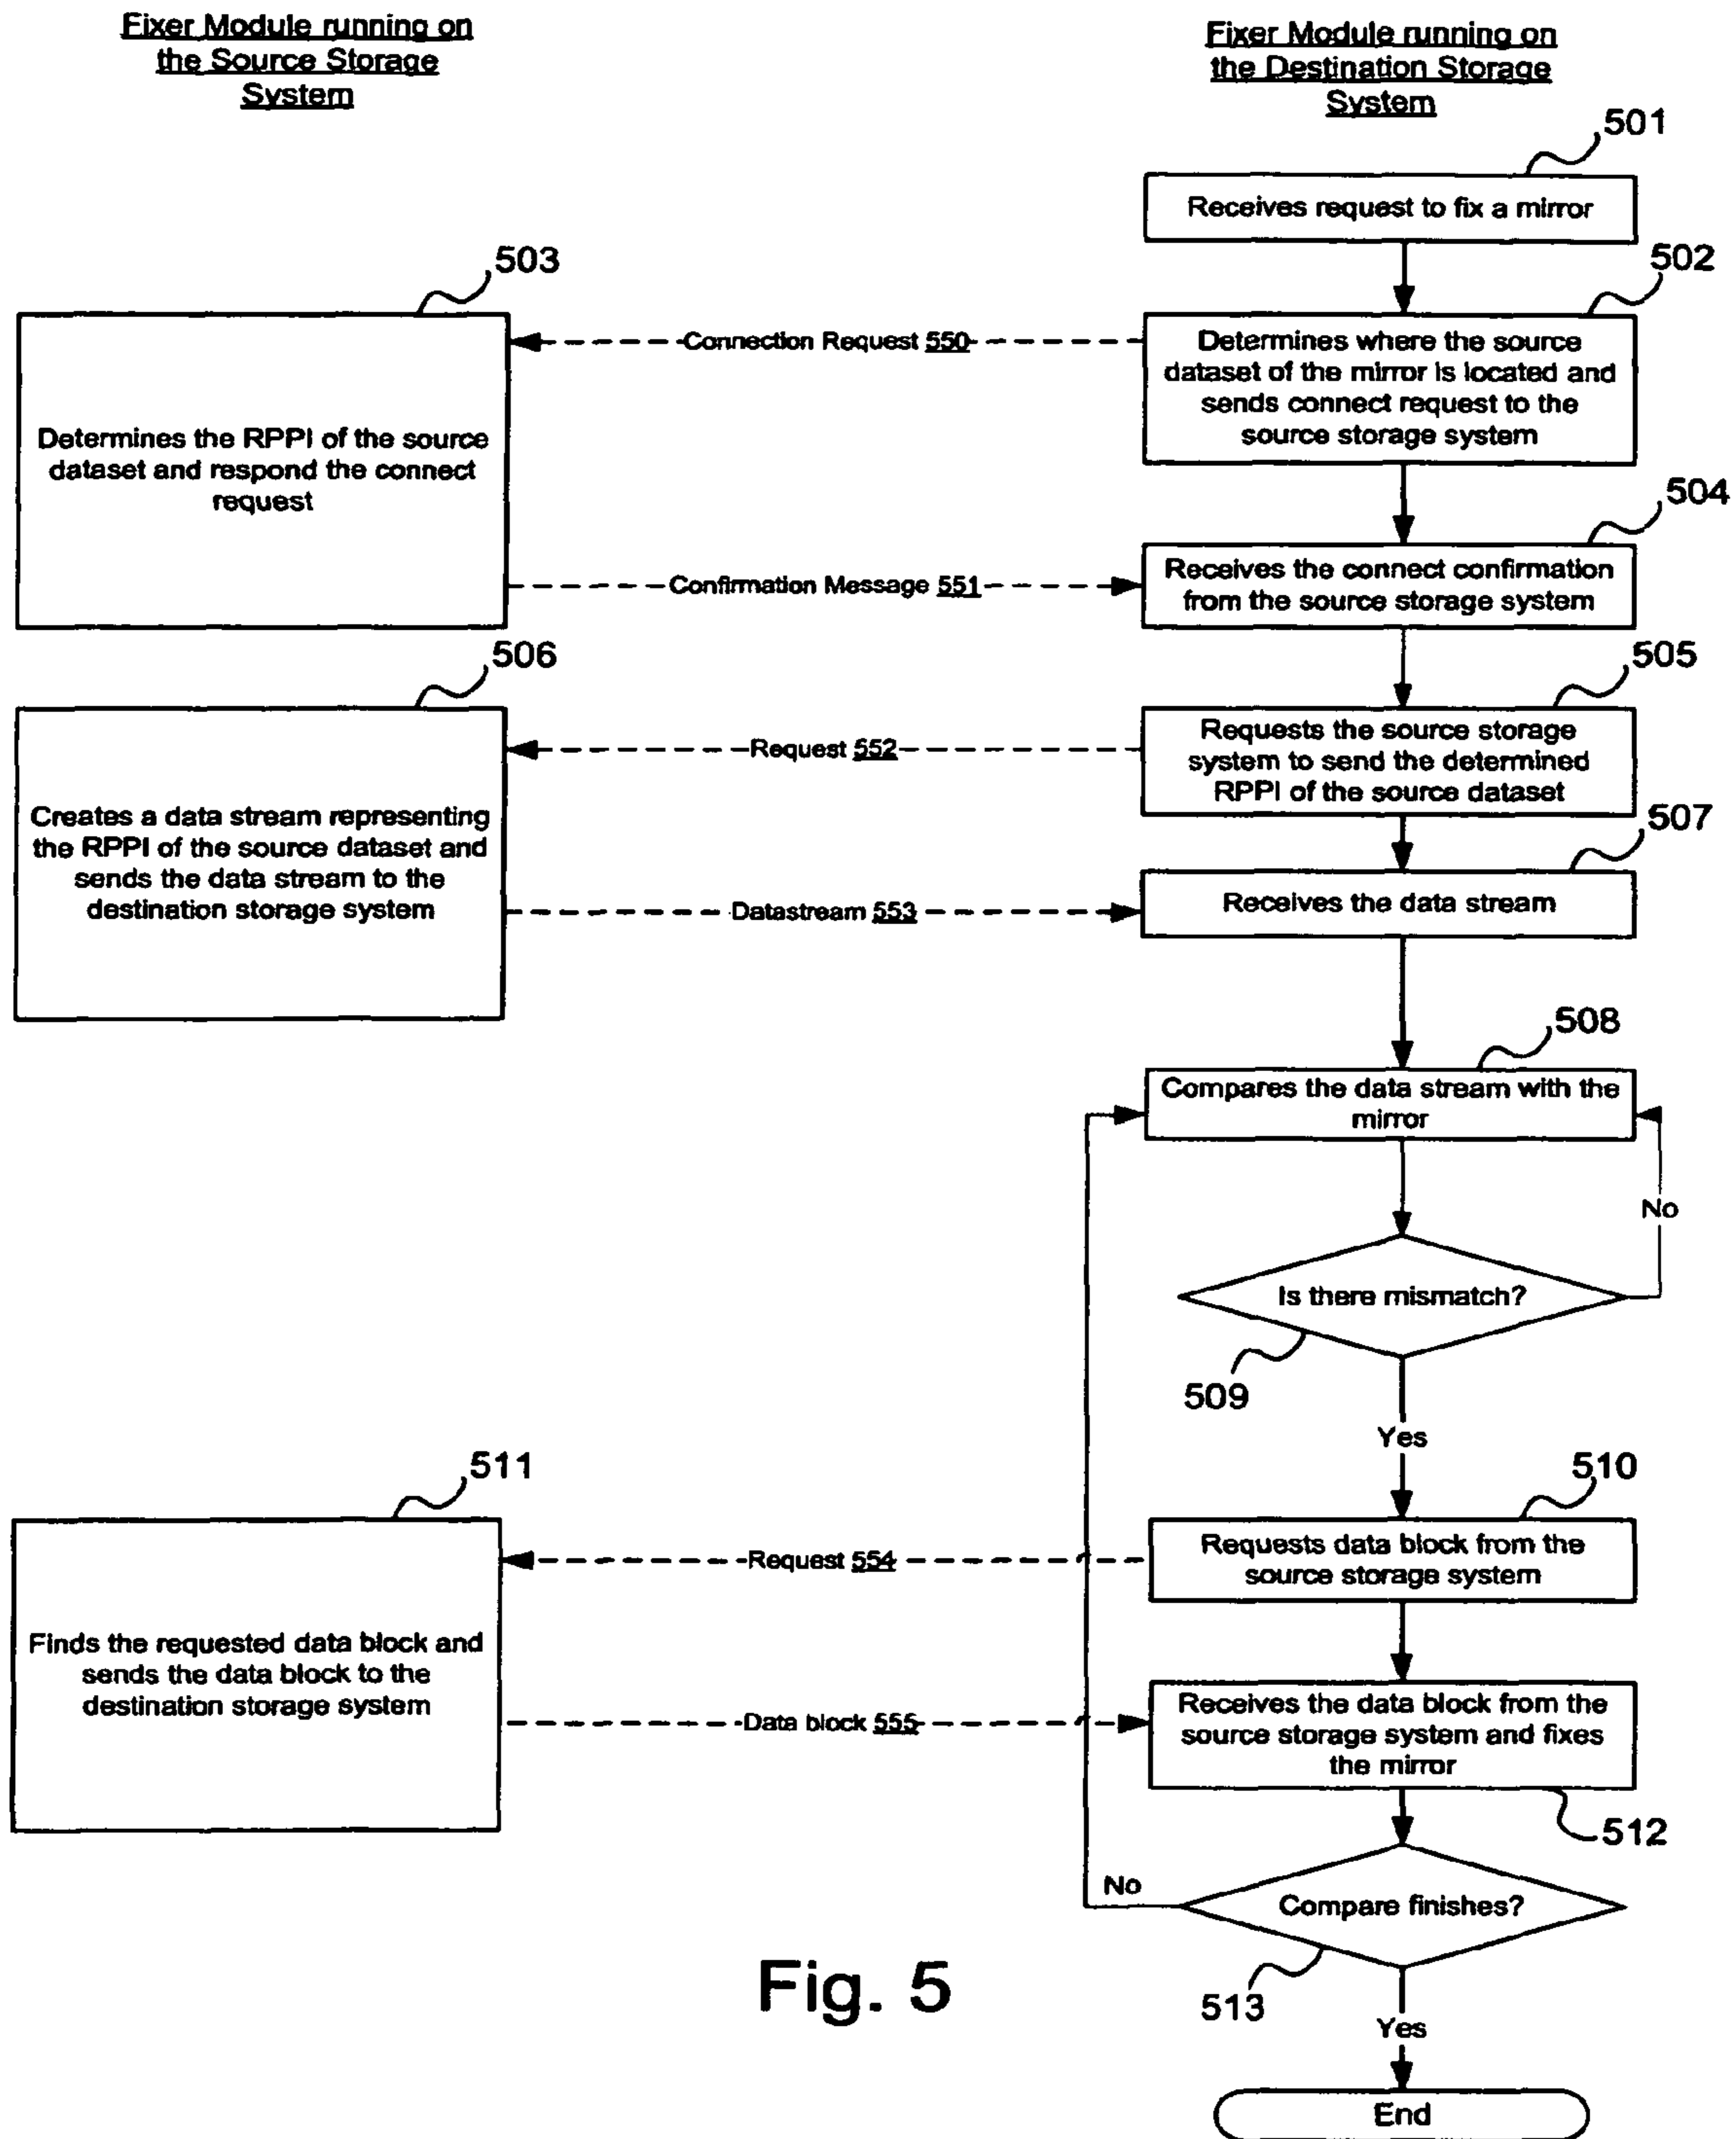 Fixer Module running on
the Source Storage
System
Fixer Module running on
the Destination Storage
System
501
Receives request to fix a mirror
502
Determines where the source
dataset of the mirror is located and
sends connect request to the
source storage system
503
Connection Request 550
Determines the RPPI of the source
dataset and respond the connect
request
Confirmation Message 551
504
Receives the connect confirmation
from the source storage system
505
Requests the source storage
system to send the determined
RPPI of the source dataset
506
Request 552
Creates a data stream representing
the RPPI of the source dataset and
sends the data stream to the
destination storage system
Datastream 553
507
Receives the data stream
508
Compares the data stream with the
mirror
No
Is there mismatch?
509
Yes
510
Requests data block from the
source storage system
511
Request 554
Finds the requested data block and
sends the data block to the
destination storage system
Data block 555
Receives the data block from the
source storage system and fixes
the mirror
512
No
Compare finishes?
513
Yes
End
Fig. 5